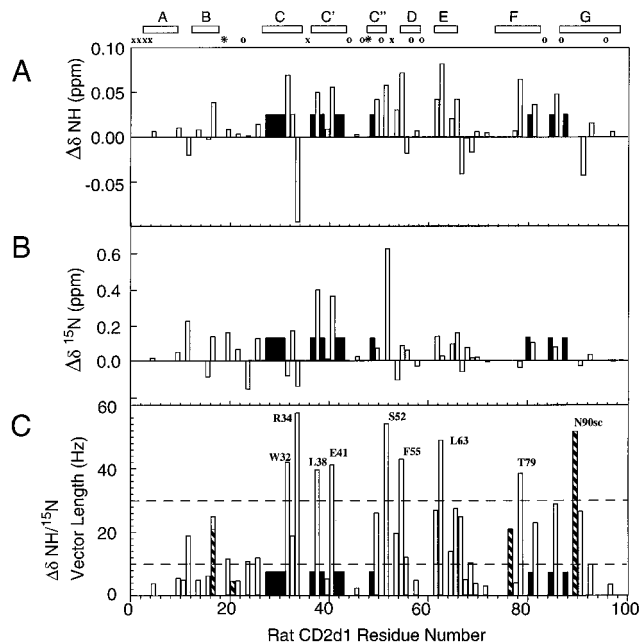 A B C C' C" D E F G
xxxx * o x o o * o x o o o o o
A
Δδ NH (ppm)
0.10
0.05
0.00
-0.05
B
Δδ ¹⁵N (ppm)
0.6
0.4
0.2
0.0
C
Δδ NH/¹⁵N
Vector Length (Hz)
60
40
20
0
R34
W32
L38
E41
S52
F55
L63
T79
N90sc
0 20 40 60 80 100
Rat CD2d1 Residue Number